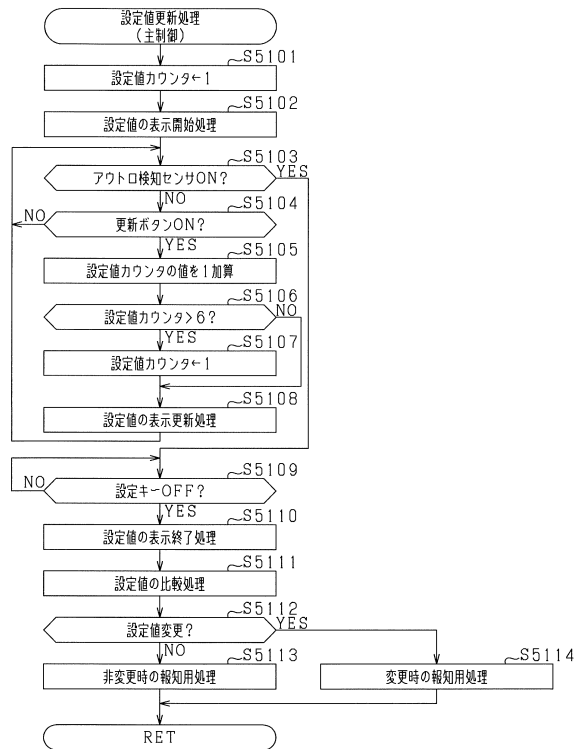 設定値更新処理
(主制御)
S5101
設定値カウンタ←1
S5102
設定値の表示開始処理
S5103
アウトロ検知センサON?
YES
NO
S5104
更新ボタンON?
NO
YES
S5105
設定値カウンタの値を1加算
S5106
設定値カウンタ>6?
NO
YES
S5107
設定値カウンタ←1
S5108
設定値の表示更新処理
S5109
設定キーOFF?
NO
YES
S5110
設定値の表示終了処理
S5111
設定値の比較処理
S5112
設定値変更?
YES
NO
S5113
非変更時の報知用処理
S5114
変更時の報知用処理
RET